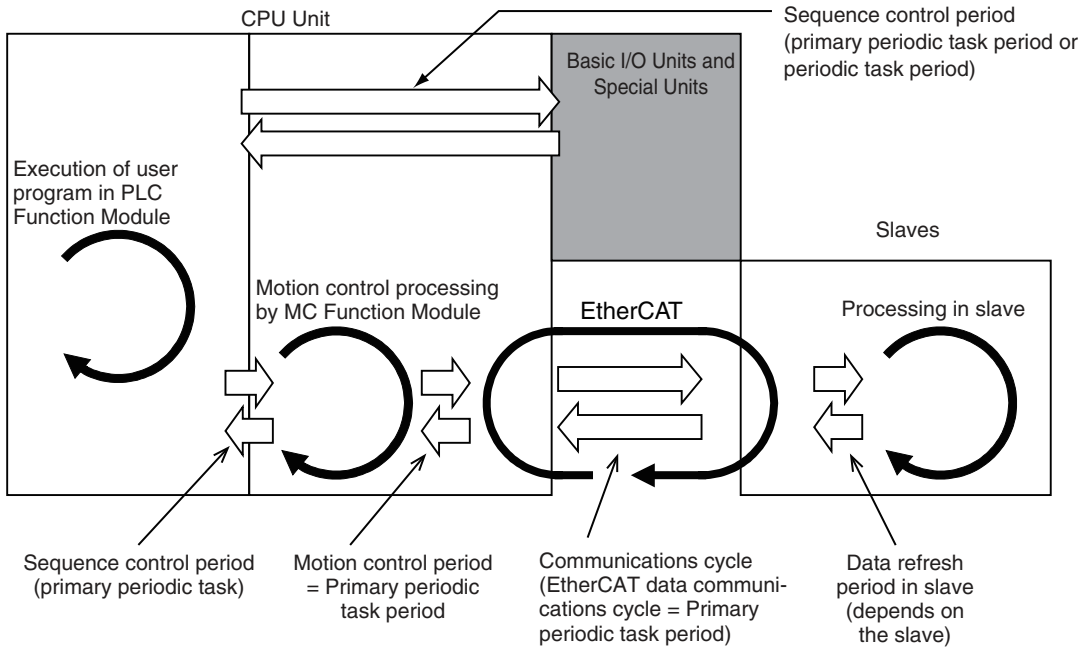 CPU Unit
Sequence control period
(primary periodic task period or
periodic task period)
Basic I/O Units and
Special Units
Execution of user
program in PLC
Function Module
Slaves
Motion control processing
by MC Function Module
EtherCAT
Processing in slave
Sequence control period
(primary periodic task)
Motion control period
= Primary periodic
task period
Communications cycle
(EtherCAT data communi-
cations cycle = Primary
periodic task period)
Data refresh
period in slave
(depends on
the slave)